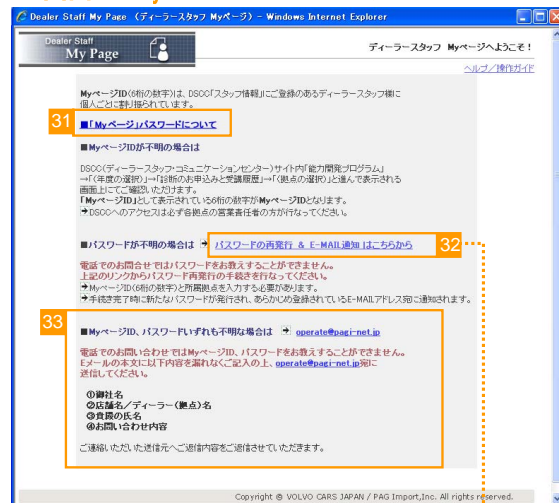 Dealer Staff My Page （ディーラースタッフ Myページ） - Windows Internet Explorer
Dealer Staff
My Page
ディーラースタッフ Myページへようこそ！
ヘルプ／操作ガイド
MyページID(6桁の数字)は、DSCC「スタッフ情報」にご登録のあるディーラースタッフ様に
個人ごとに割り振られています。
31
■「Myページ」パスワードについて
■MyページIDが不明の場合は
DSCC(ディーラースタッフ・コミュニケーションセンター)サイト内「能力開発プログラム」
→「年度の選択」→「診断のお申込みと受講履歴」→「(拠点の選択)と進んで表示される
画面上にてご確認いただけます。
「MyページID」として表示されている6桁の数字がMyページIDとなります。
➔DSCCへのアクセスは必ず各拠点の営業責任者の方が行なってください。
■パスワードが不明の場合は ➔ パスワードの再発行 ＆ E-MAIL通知 はこちらから
32
電話でのお問合せではパスワードをお教えすることができません。
上記のリンクからパスワード再発行の手続きを行なってください。
➔MyページID(6桁の数字)と所属拠点を入力する必要があります。
➔手続き完了時に新たなパスワードが発行され、あらかじめ登録されているE-MAILアドレス宛に通知されます。
33
■MyページID、パスワードいずれも不明な場合は ➔ operate@pagi-net.jp
電話でのお問い合わせではMyページID、パスワードをお教えすることができません。
Eメールの本文に以下内容を漏れなくご記入の上、operate@pagi-net.jp宛に
送信してください。
①御社名
②店舗名／ディーラー(拠点)名
③貴殿の氏名
④お問い合わせ内容
ご連絡いただいた送信元へご返信内容をご返信させていただきます。
Copyright @ VOLVO CARS JAPAN / PAG Import,Inc. All rights reserved.